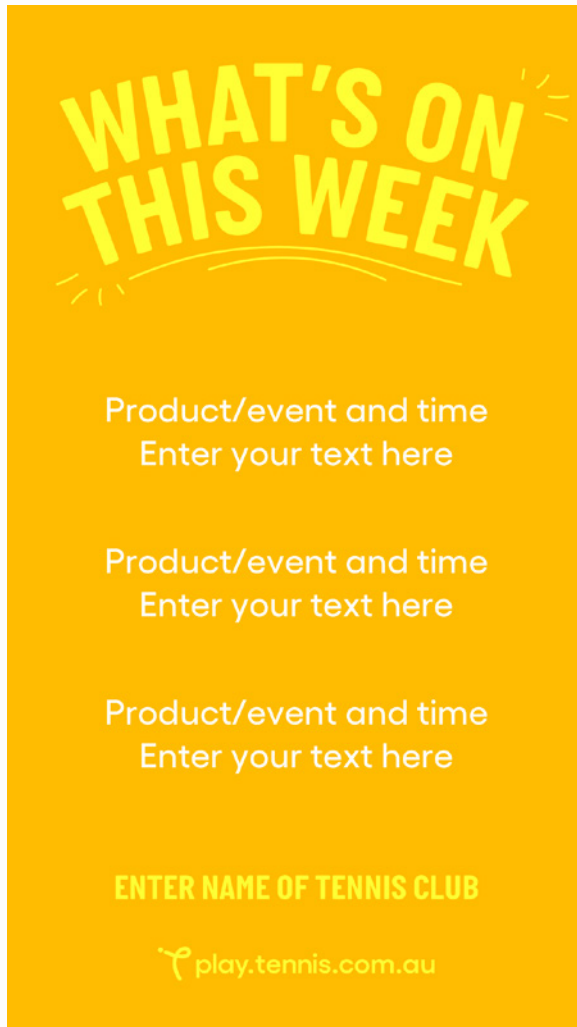 WHAT'S ON
THIS WEEK
Product/event and time
Enter your text here
Product/event and time
Enter your text here
Product/event and time
Enter your text here
ENTER NAME OF TENNIS CLUB
play.tennis.com.au